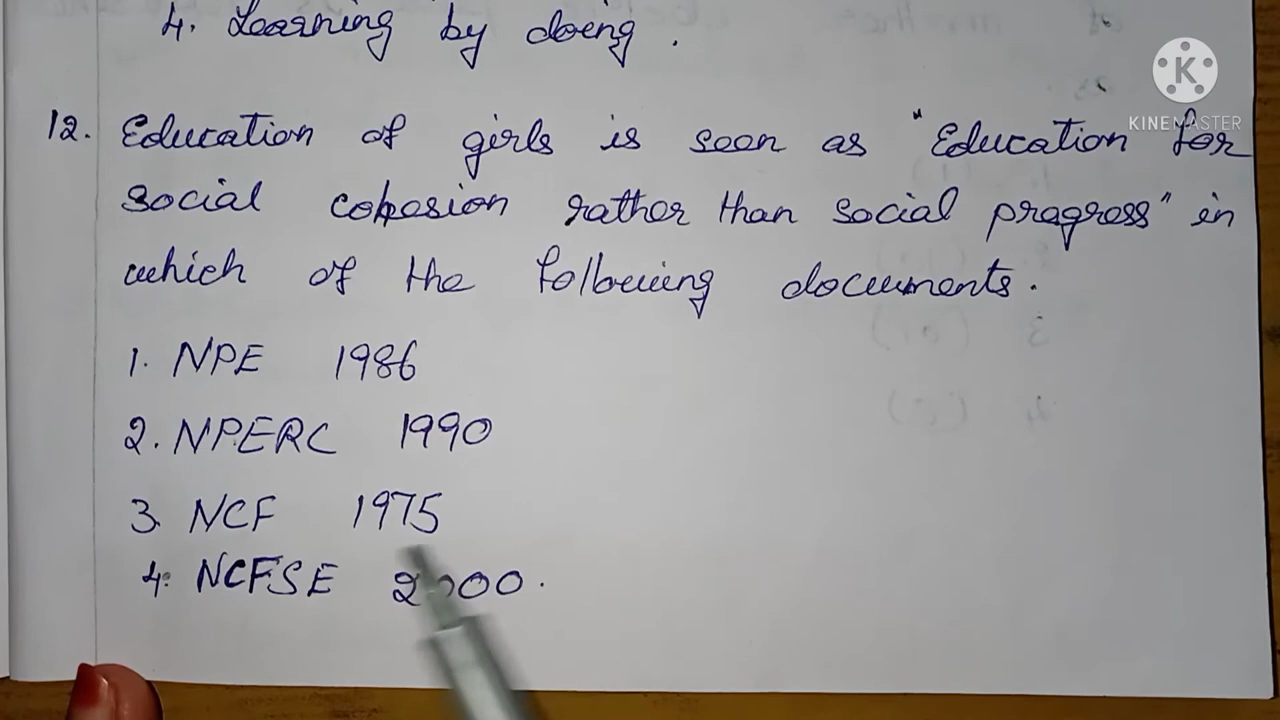 4. Learning by doing.
KINEMASTER
12. Education of girls is seen as "Education for
social cohesion rather than social pragress" in
which of the following documents.
1. NPE 1986
2. NPERC 1990
3. NCF 1975
4. NCFSE 2000.